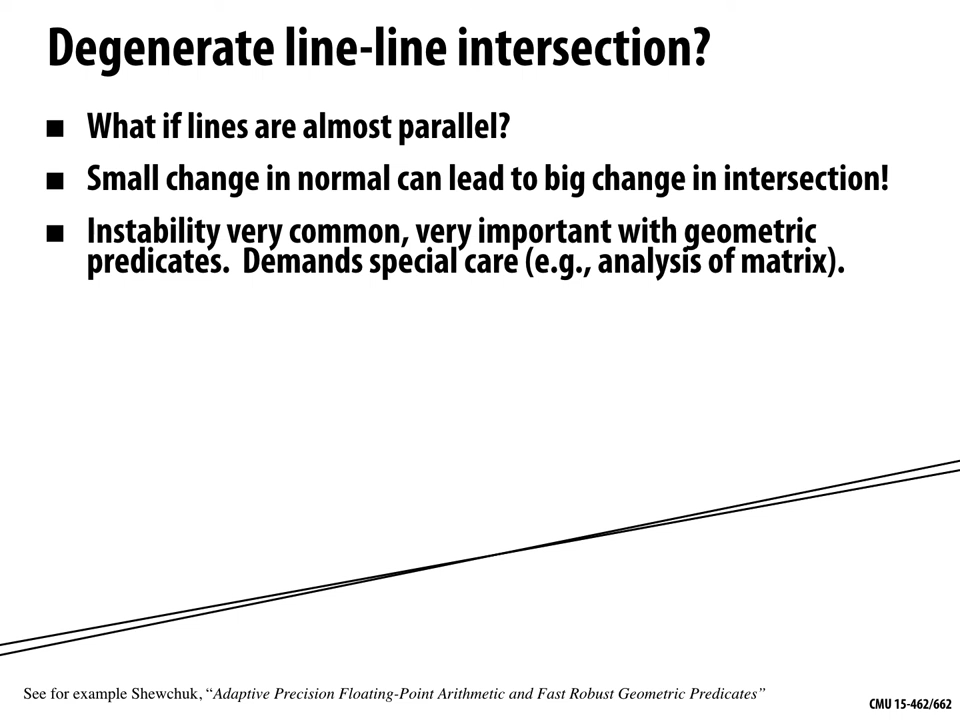 Degenerate line-line intersection?
■ What if lines are almost parallel?
■ Small change in normal can lead to big change in intersection!
■ Instability very common, very important with geometric
predicates.  Demands special care (e.g., analysis of matrix).
See for example Shewchuk, “Adaptive Precision Floating-Point Arithmetic and Fast Robust Geometric Predicates”
CMU 15-462/662